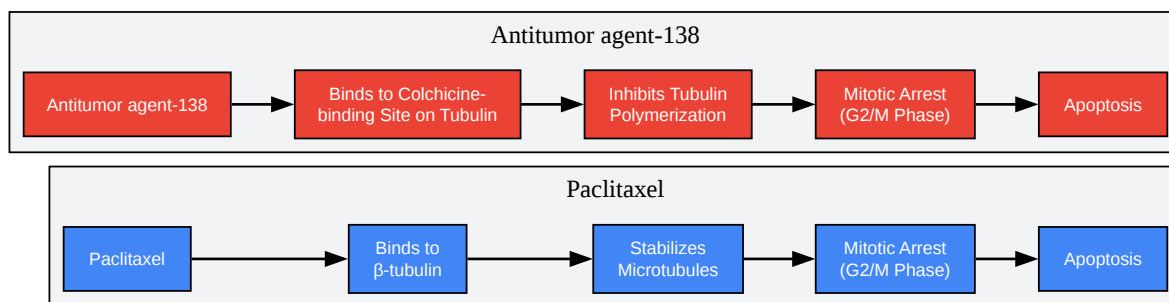 Antitumor agent-138
Antitumor agent-138
Binds to Colchicine-
binding Site on Tubulin
Inhibits Tubulin
Polymerization
Mitotic Arrest
(G2/M Phase)
Apoptosis
Paclitaxel
Paclitaxel
Binds to
β-tubulin
Stabilizes
Microtubules
Mitotic Arrest
(G2/M Phase)
Apoptosis